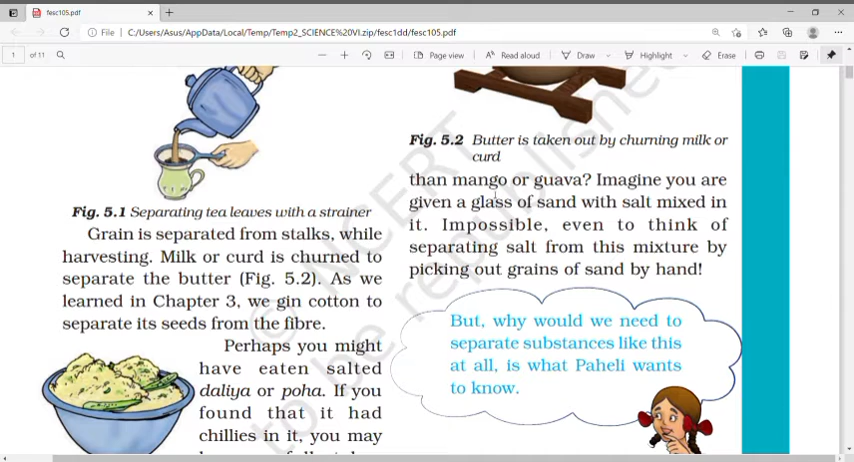 fesc105.pdf
File | C:/Users/Asus/AppData/Local/Temp/Temp2_SCIENCE%20VI.zip/fesc1dd/fesc105.pdf
1 of 11
Page view
Read aloud
Draw
Highlight
Erase
Fig. 5.1 Separating tea leaves with a strainer
Grain is separated from stalks, while
harvesting. Milk or curd is churned to
separate the butter (Fig. 5.2). As we
learned in Chapter 3, we gin cotton to
separate its seeds from the fibre.
Perhaps you might
have eaten salted
daliya or poha. If you
found that it had
chillies in it, you may
Fig. 5.2 Butter is taken out by churning milk or
curd
than mango or guava? Imagine you are
given a glass of sand with salt mixed in
it. Impossible, even to think of
separating salt from this mixture by
picking out grains of sand by hand!
But, why would we need to
separate substances like this
at all, is what Paheli wants
to know.
© NCERT
to be republished